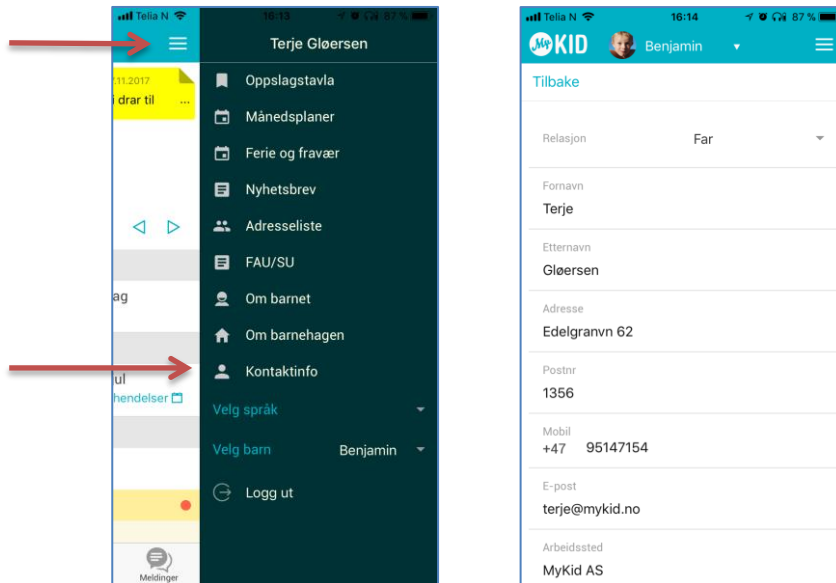 Telia N
16:13
87 %
Terje Gløersen
.11.2017
i drar til ...
Oppslagstavla
Månedsplaner
Ferie og fravær
Nyhetsbrev
Adresseliste
FAU/SU
ag
Om barnet
Om barnehagen
Kontaktinfo
ul
hendelser
Velg språk
Velg barn Benjamin
Logg ut
Meldinger
Telia N 16:14 87 %
My KID Benjamin
Tilbake
Relasjon Far
Fornavn
Terje
Etternavn
Gløersen
Adresse
Edelgranvn 62
Postnr
1356
Mobil
+47 95147154
E-post
terje@mykid.no
Arbeidssted
MyKid AS